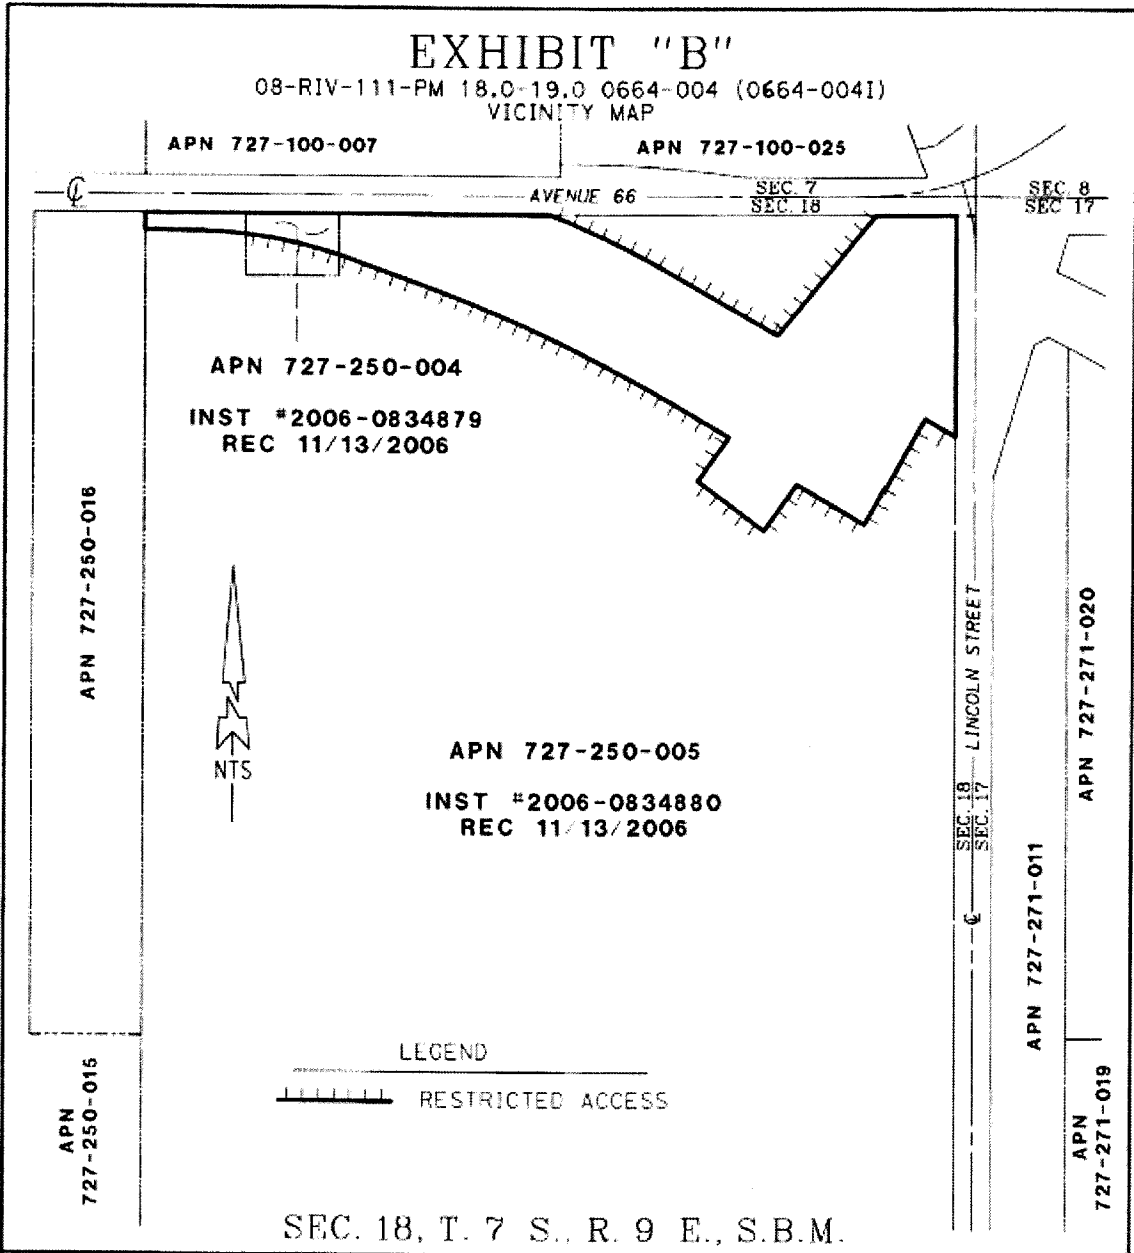 EXHIBIT "B"
08-RIV-111-PM 18.0-19.0 0664-004 (0664-004I)
VICINITY MAP
APN 727-100-007
APN 727-100-025
℄
AVENUE 66
SEC. 7
SEC. 18
SEC. 8
SEC 17
APN 727-250-004
INST #2006-0834879
REC 11/13/2006
APN 727-250-016
NTS
APN 727-250-005
INST #2006-0834880
REC 11/13/2006
LINCOLN STREET
SEC. 18
SEC. 17
℄
APN 727-271-020
APN 727-271-011
LEGEND
RESTRICTED ACCESS
APN
727-250-015
APN
727-271-019
SEC. 18, T. 7 S., R. 9 E., S.B.M.